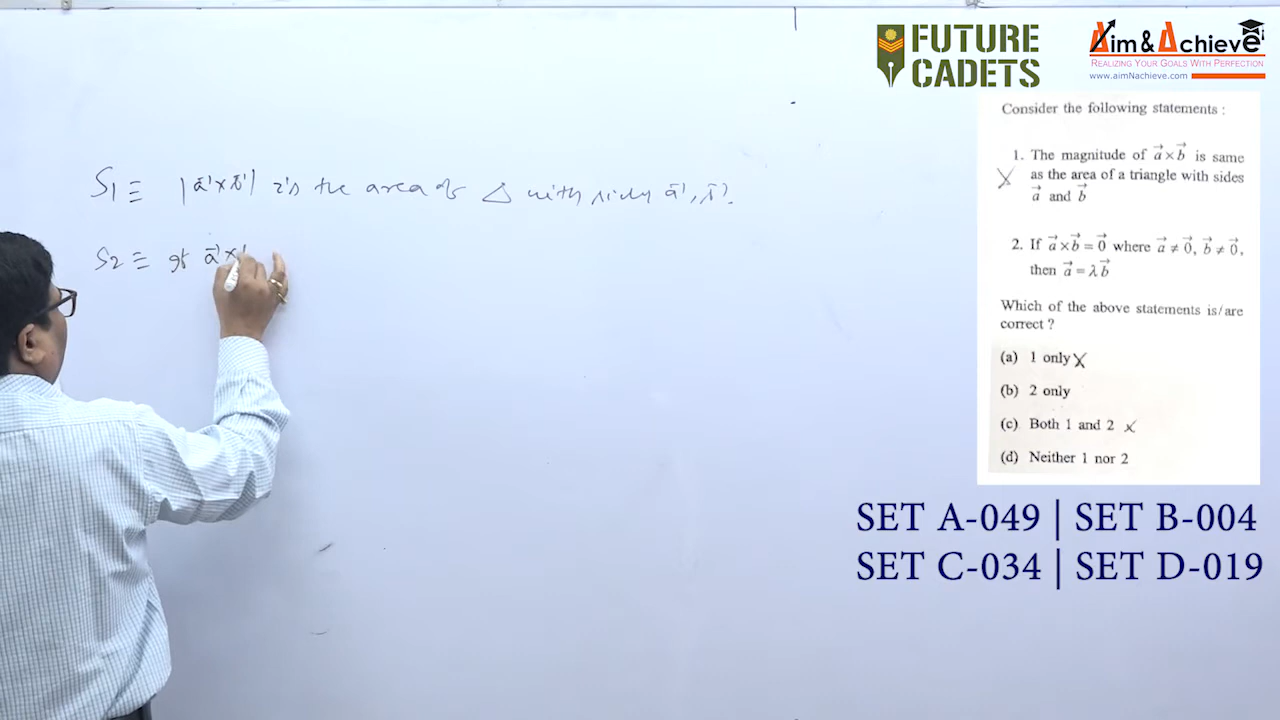 FUTURE
CADETS
Aim & Achieve
REALIZING YOUR GOALS WITH PERFECTION
www.aimNachieve.com
Consider the following statements :
1. The magnitude of a⃗×b⃗ is same
as the area of a triangle with sides
a⃗ and b⃗
2. If a⃗×b⃗ = 0⃗ where a⃗ ≠ 0⃗, b⃗ ≠ 0⃗,
then a⃗ = λb⃗
Which of the above statements is/are
correct ?
(a) 1 only X
(b) 2 only
(c) Both 1 and 2 X
(d) Neither 1 nor 2
S1 ≡ |a⃗×b⃗| is the area of △ with sides a⃗, b⃗.
S2 ≡ If a⃗×
SET A-049 | SET B-004
SET C-034 | SET D-019